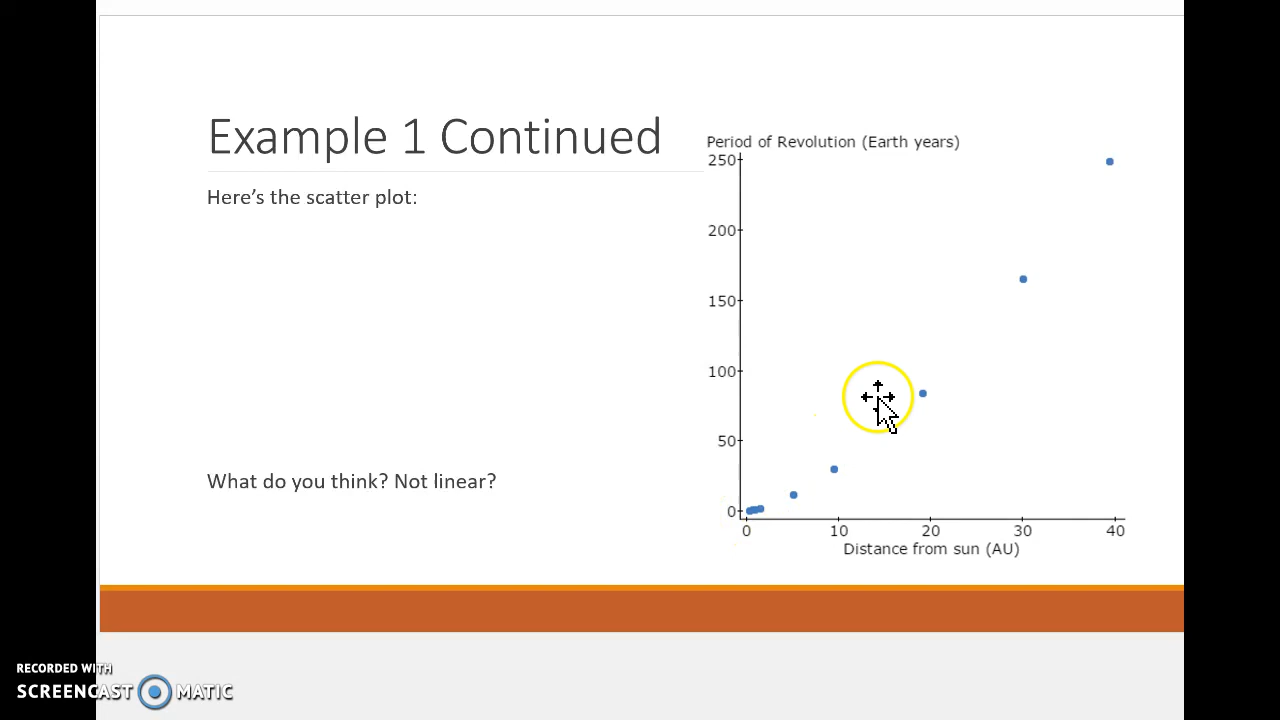 Example 1 Continued
Here's the scatter plot:
What do you think? Not linear?
Period of Revolution (Earth years)
250
200
150
100
50
0
0 10 20 30 40
Distance from sun (AU)
RECORDED WITH
SCREENCAST MATIC